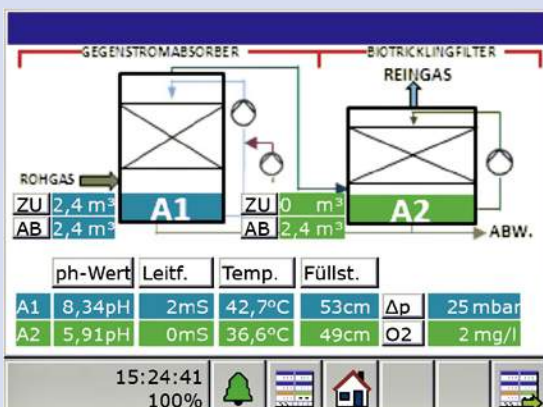 GEGENSTROMABSORBER BIOTRICKLINGFILTER
REINGAS
ROHGAS
ZU 2,4 m³ A1 ZU 0 m³ A2
AB 2,4 m³ AB 2,4 m³ ABW.
ph-Wert Leitf. Temp. Füllst.
A1 8,34pH 2mS 42,7°C 53cm Δp 25 mbar
A2 5,91pH 0mS 36,6°C 49cm O2 2 mg/l
15:24:41
100%